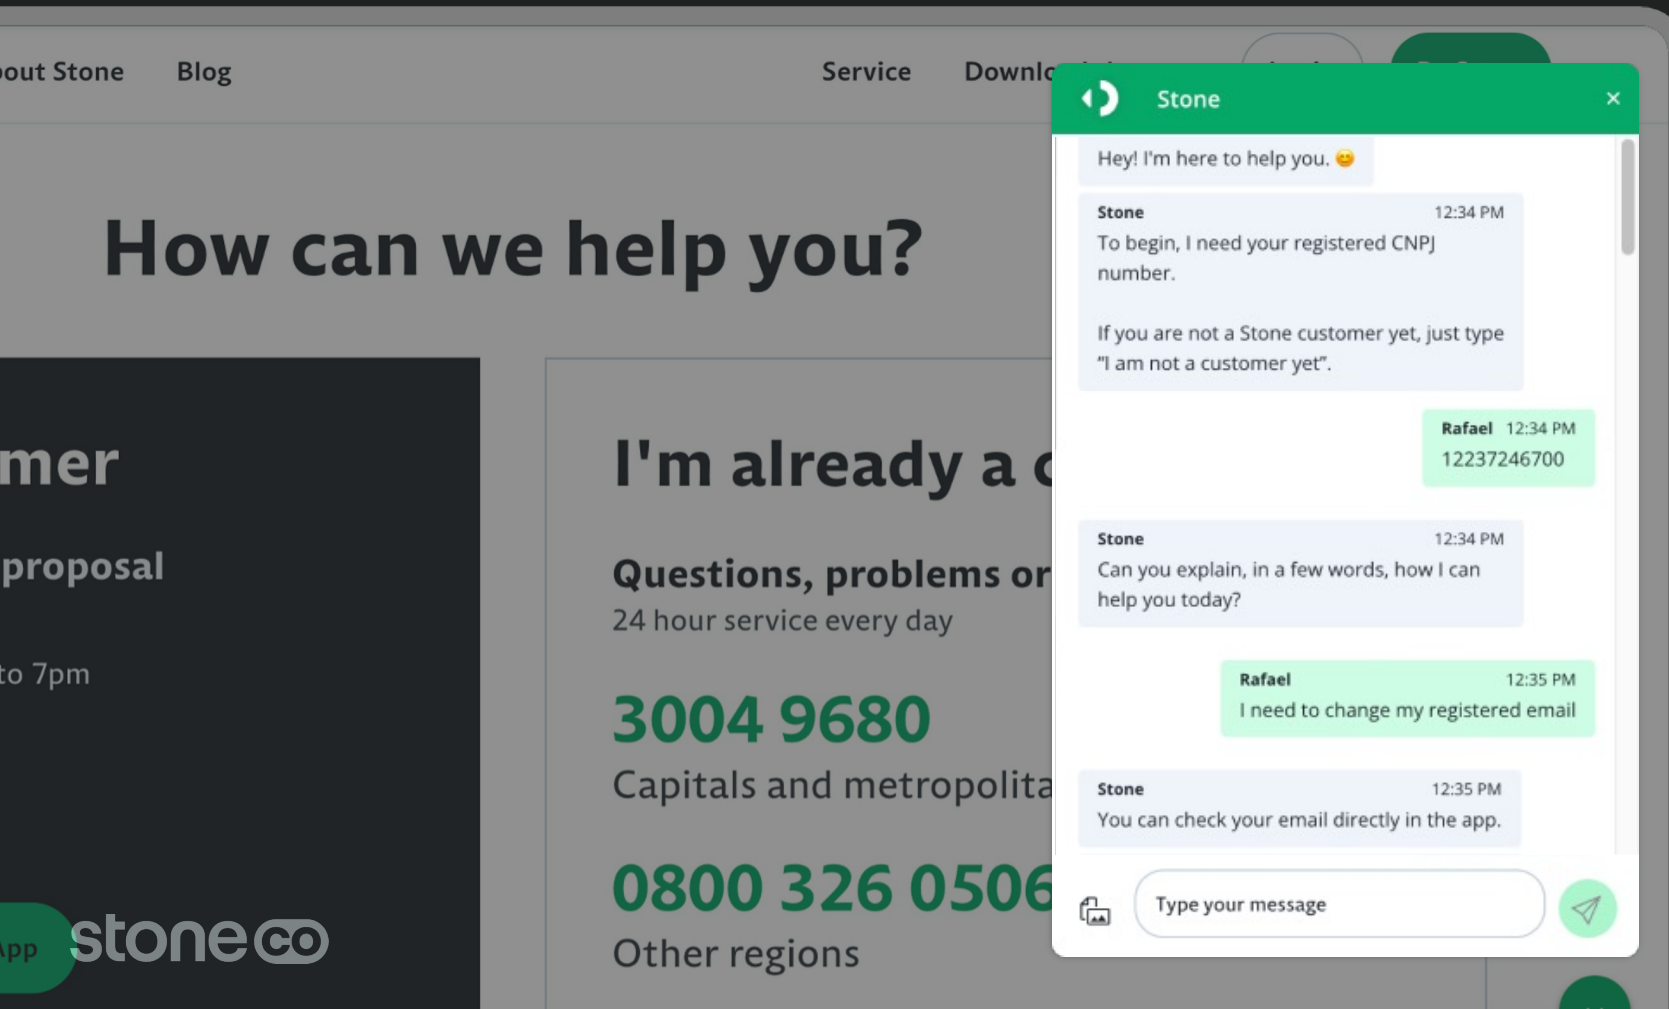 out Stone
Blog
Service
Downlo
Stone
×
Hey! I'm here to help you. 😊
Stone 12:34 PM
To begin, I need your registered CNPJ
number.
If you are not a Stone customer yet, just type
“I am not a customer yet”.
Rafael 12:34 PM
12237246700
Stone 12:34 PM
Can you explain, in a few words, how I can
help you today?
Rafael 12:35 PM
I need to change my registered email
Stone 12:35 PM
You can check your email directly in the app.
Type your message
How can we help you?
mer
proposal
to 7pm
App
stoneco
I'm already a c
Questions, problems or
24 hour service every day
3004 9680
Capitals and metropolita
0800 326 0506
Other regions